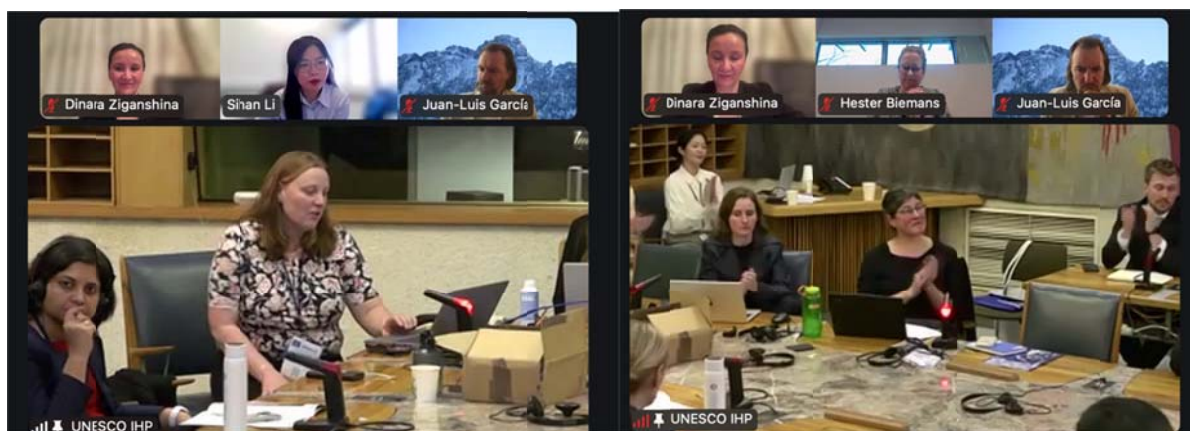 Dinara Ziganshina
Sihan Li
Juan-Luis García
UNESCO IHP
Dinara Ziganshina
Hester Biemans
Juan-Luis García
UNESCO IHP